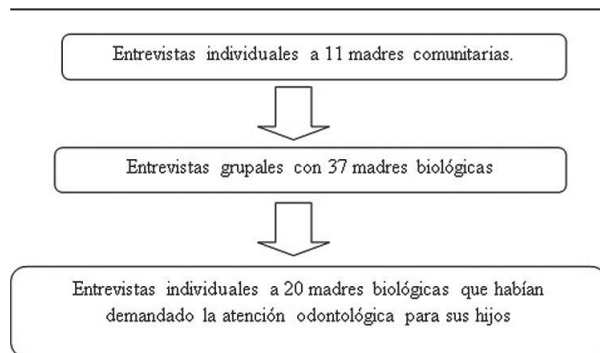 Entrevistas individuales a 11 madres comunitarias.
Entrevistas grupales con 37 madres biológicas
Entrevistas individuales a 20 madres biológicas que habían
demandado la atención odontológica para sus hijos